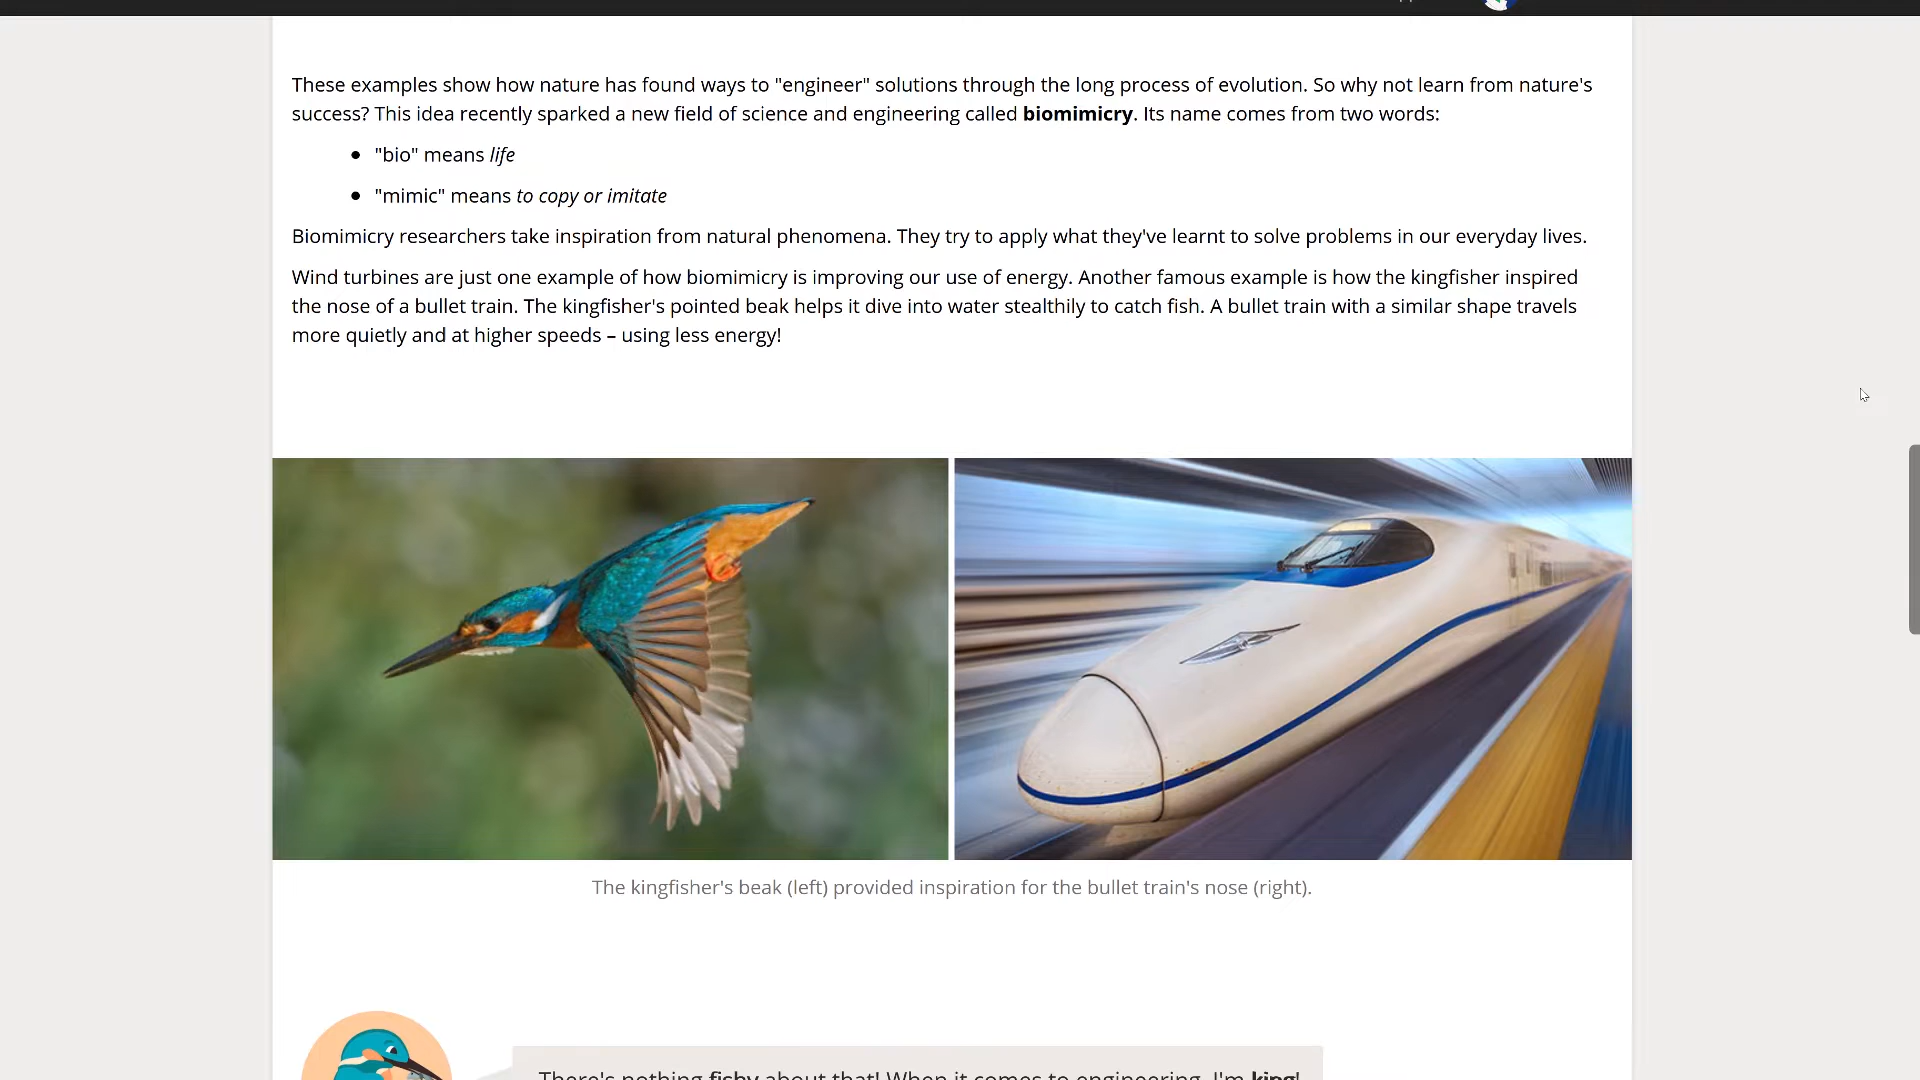 These examples show how nature has found ways to "engineer" solutions through the long process of evolution. So why not learn from nature's
success? This idea recently sparked a new field of science and engineering called biomimicry. Its name comes from two words:
"bio" means life
"mimic" means to copy or imitate
Biomimicry researchers take inspiration from natural phenomena. They try to apply what they've learnt to solve problems in our everyday lives.
Wind turbines are just one example of how biomimicry is improving our use of energy. Another famous example is how the kingfisher inspired
the nose of a bullet train. The kingfisher's pointed beak helps it dive into water stealthily to catch fish. A bullet train with a similar shape travels
more quietly and at higher speeds – using less energy!
The kingfisher's beak (left) provided inspiration for the bullet train's nose (right).
There's nothing fishy about that! When it comes to engineering, I'm king!